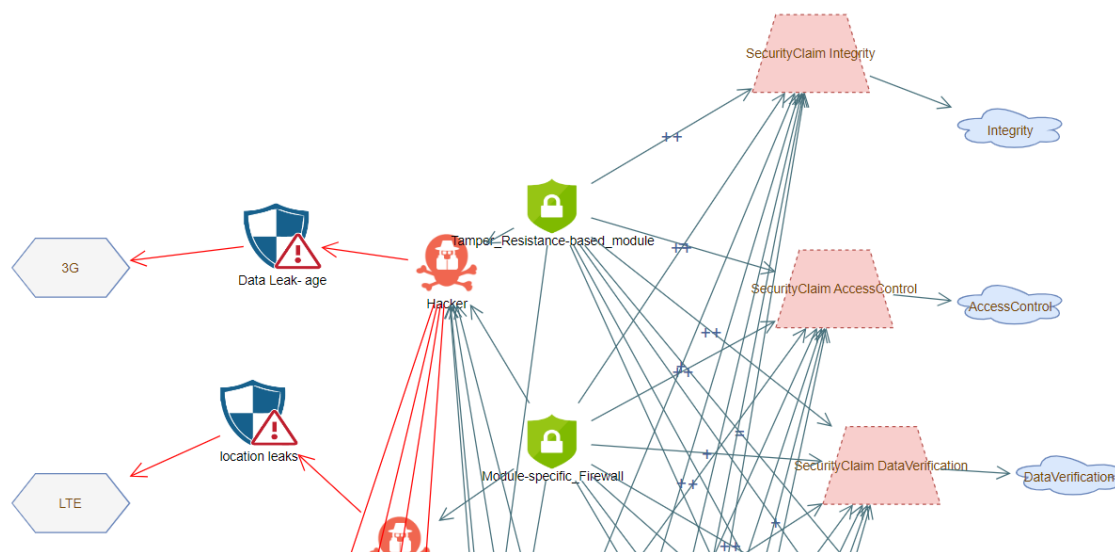 SecurityClaim Integrity
Integrity
++
Tamper_Resistance-based_module
++
3G
Data Leak- age
Hacker
SecurityClaim AccessControl
AccessControl
++
++
location leaks
+
Module-specific_Firewall
SecurityClaim DataVerification
DataVerification
++
LTE
+
++